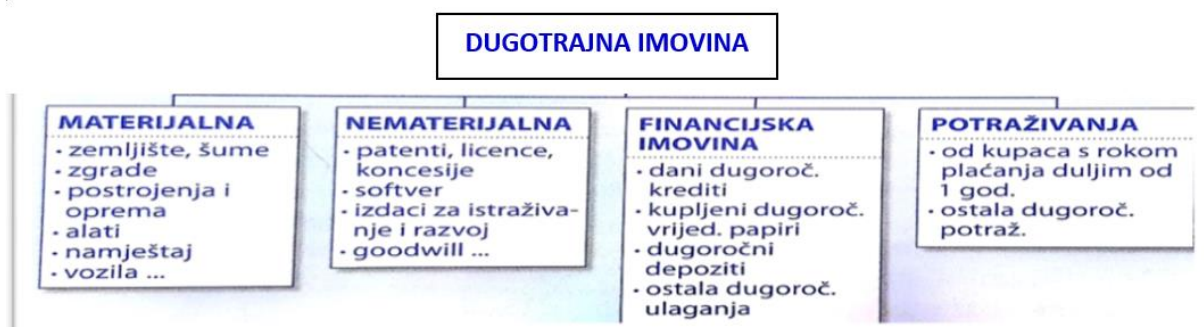 DUGOTRAJNA IMOVINA
MATERIJALNA
· zemljište, šume
· zgrade
· postrojenja i
oprema
· alati
· namještaj
· vozila ...
NEMATERIJALNA
· patenti, licence,
koncesije
· softver
· izdaci za istraživa-
nje i razvoj
· goodwill ...
FINANCIJSKA
IMOVINA
· dani dugoroč.
krediti
· kupljeni dugoroč.
vrijed. papiri
· dugoročni
depoziti
· ostala dugoroč.
ulaganja
POTRAŽIVANJA
· od kupaca s rokom
plaćanja duljim od
1 god.
· ostala dugoroč.
potraž.